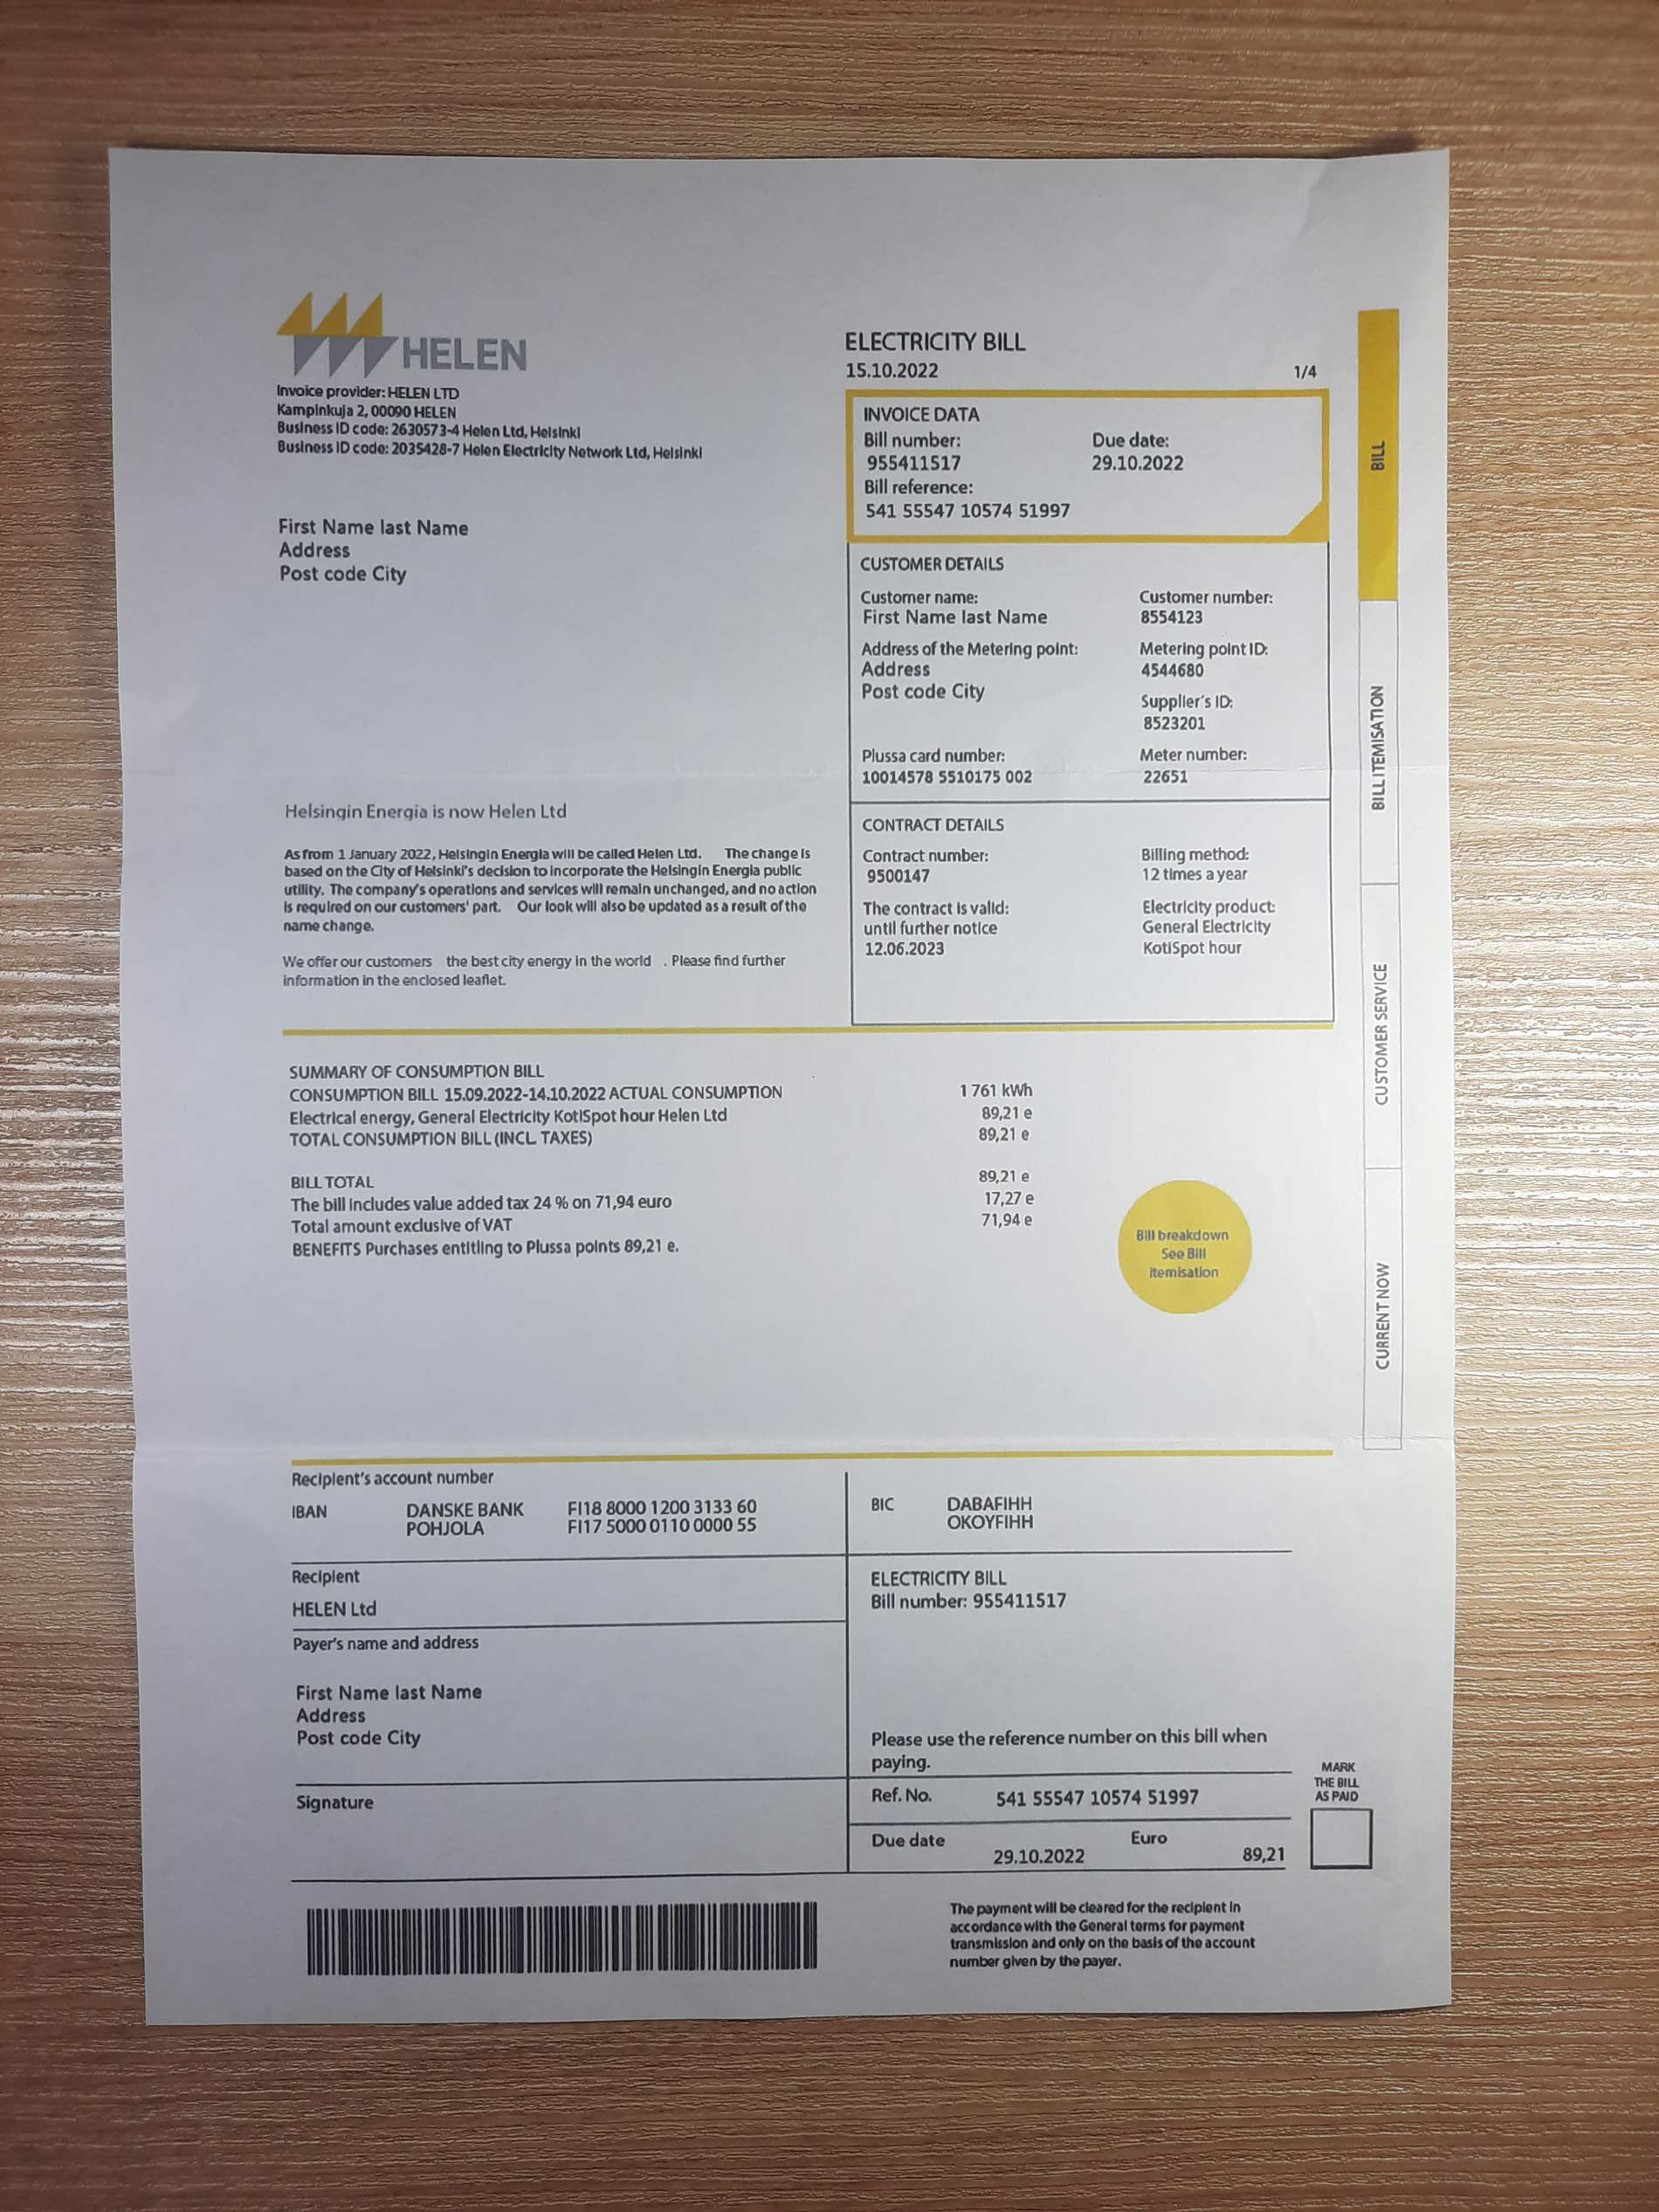 HELEN
Invoice provider: HELEN LTD
Kampinkuja 2, 00090 HELEN
Business ID code: 2630573-4 Helen Ltd, Helsinki
Business ID code: 2035428-7 Helen Electricity Network Ltd, Helsinki
First Name last Name
Address
Post code City
ELECTRICITY BILL
15.10.2022
1/4
INVOICE DATA
Bill number:
955411517
Due date:
29.10.2022
Bill reference:
541 55547 10574 51997
CUSTOMER DETAILS
Customer name:
First Name last Name
Customer number:
8554123
Address of the Metering point:
Address
Post code City
Metering point ID:
4544680
Supplier's ID:
8523201
Plussa card number:
10014578 5510175 002
Meter number:
22651
CONTRACT DETAILS
Contract number:
9500147
Billing method:
12 times a year
The contract is valid:
until further notice
12.06.2023
Electricity product:
General Electricity
KotiSpot hour
Helsingin Energia is now Helen Ltd
As from 1 January 2022, Helsingin Energia will be called Helen Ltd. The change is
based on the City of Helsinki's decision to incorporate the Helsingin Energia public
utility. The company's operations and services will remain unchanged, and no action
is required on our customers' part. Our look will also be updated as a result of the
name change.
We offer our customers the best city energy in the world . Please find further
information in the enclosed leaflet.
SUMMARY OF CONSUMPTION BILL
CONSUMPTION BILL 15.09.2022-14.10.2022 ACTUAL CONSUMPTION 1 761 kWh
Electrical energy, General Electricity KotiSpot hour Helen Ltd 89,21 e
TOTAL CONSUMPTION BILL (INCL. TAXES) 89,21 e
BILL TOTAL 89,21 e
The bill includes value added tax 24 % on 71,94 euro 17,27 e
Total amount exclusive of VAT 71,94 e
BENEFITS Purchases entitling to Plussa points 89,21 e.
Bill breakdown
See Bill
itemisation
BILL
BILL ITEMISATION
CUSTOMER SERVICE
CURRENT NOW
Recipient's account number
IBAN DANSKE BANK FI18 8000 1200 3133 60
POHJOLA FI17 5000 0110 0000 55
BIC DABAFIHH
OKOYFIHH
Recipient
HELEN Ltd
ELECTRICITY BILL
Bill number: 955411517
Payer's name and address
First Name last Name
Address
Post code City
Please use the reference number on this bill when
paying.
Signature
Ref. No. 541 55547 10574 51997
Due date
29.10.2022
Euro
89,21
MARK
THE BILL
AS PAID
The payment will be cleared for the recipient in
accordance with the General terms for payment
transmission and only on the basis of the account
number given by the payer.